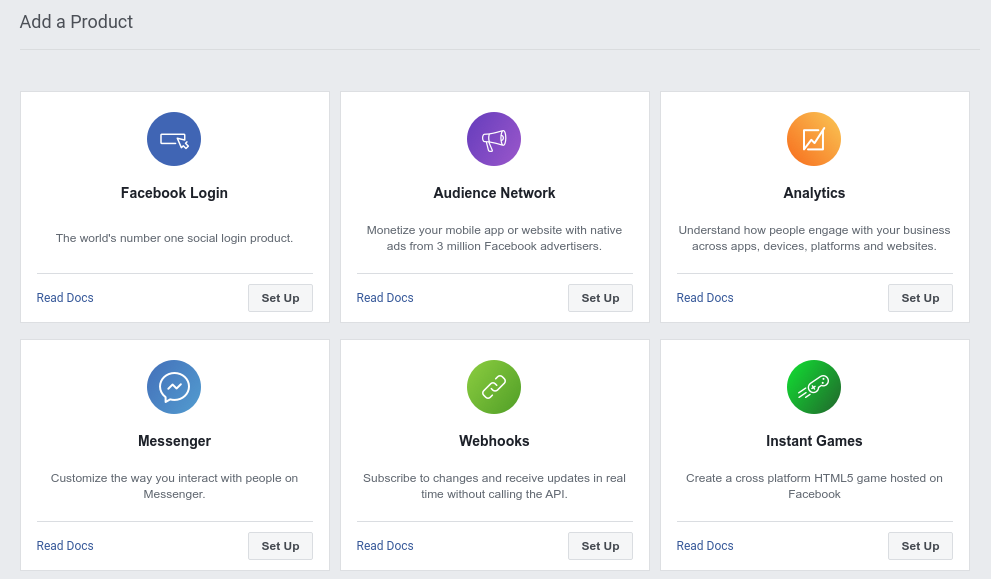 Add a Product
Facebook Login
The world's number one social login product.
Read Docs
Set Up
Audience Network
Monetize your mobile app or website with native
ads from 3 million Facebook advertisers.
Read Docs
Set Up
Analytics
Understand how people engage with your business
across apps, devices, platforms and websites.
Read Docs
Set Up
Messenger
Customize the way you interact with people on
Messenger.
Read Docs
Set Up
Webhooks
Subscribe to changes and receive updates in real
time without calling the API.
Read Docs
Set Up
Instant Games
Create a cross platform HTML5 game hosted on
Facebook
Read Docs
Set Up